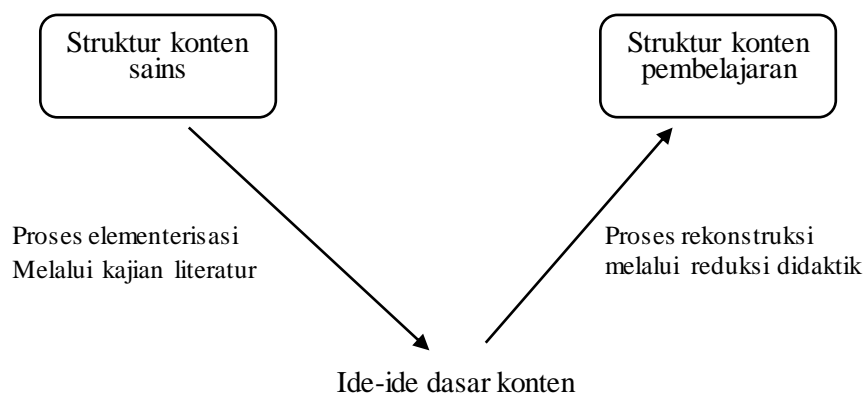 Struktur konten
sains
Struktur konten
pembelajaran
Proses elementerisasi
Melalui kajian literatur
Proses rekonstruksi
melalui reduksi didaktik
Ide-ide dasar konten